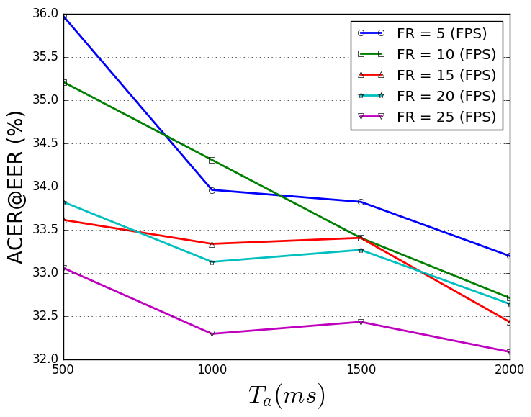 36.0
35.5
35.0
34.5
34.0
33.5
33.0
32.5
32.0
ACER@EER (%)
FR = 5 (FPS)
FR = 10 (FPS)
FR = 15 (FPS)
FR = 20 (FPS)
FR = 25 (FPS)
500 1000 1500 2000
Tₐ(ms)